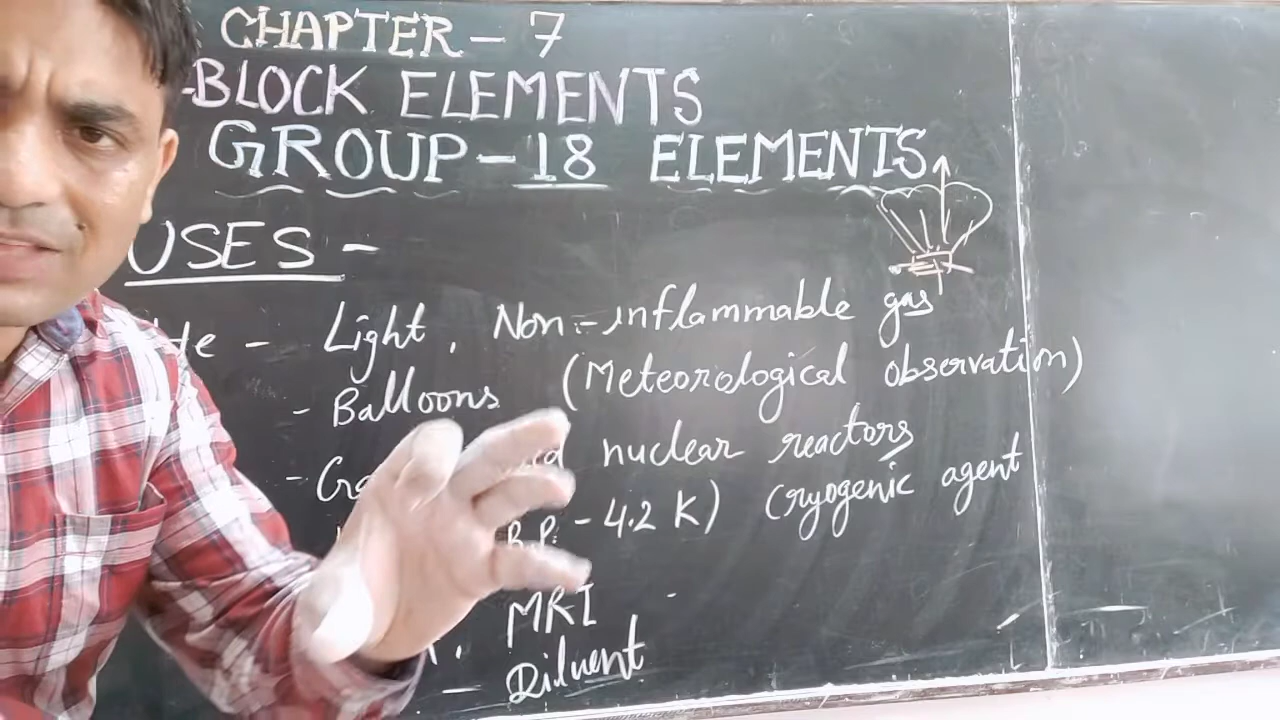 CHAPTER - 7
-BLOCK ELEMENTS
GROUP - 18 ELEMENTS
USES -
He - Light, Non-inflammable gas
- Balloons (Meteorological observation)
- nuclear reactors
B.P. - 4.2 K) Cryogenic agent
MRI
- Diluent